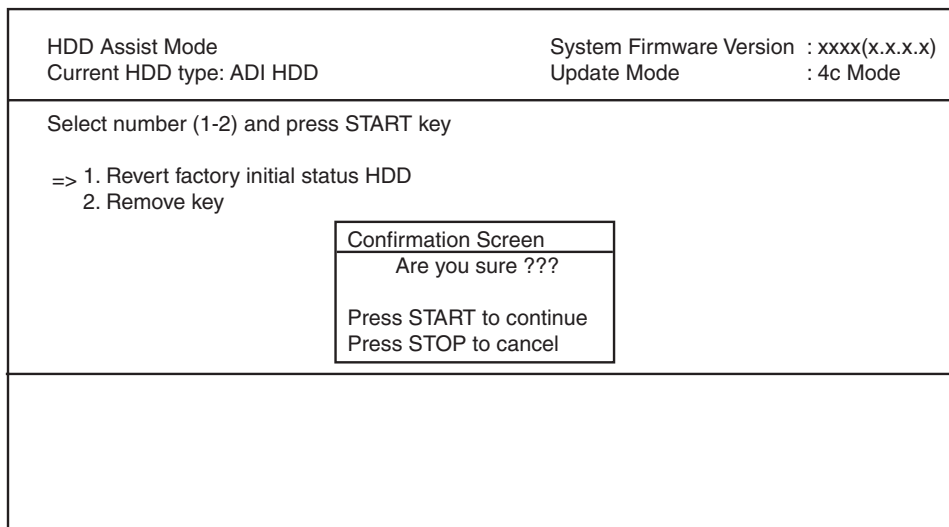 HDD Assist Mode System Firmware Version : xxxx(x.x.x.x)
Current HDD type: ADI HDD Update Mode : 4c Mode
Select number (1-2) and press START key
=> 1. Revert factory initial status HDD
2. Remove key
Confirmation Screen
Are you sure ???
Press START to continue
Press STOP to cancel